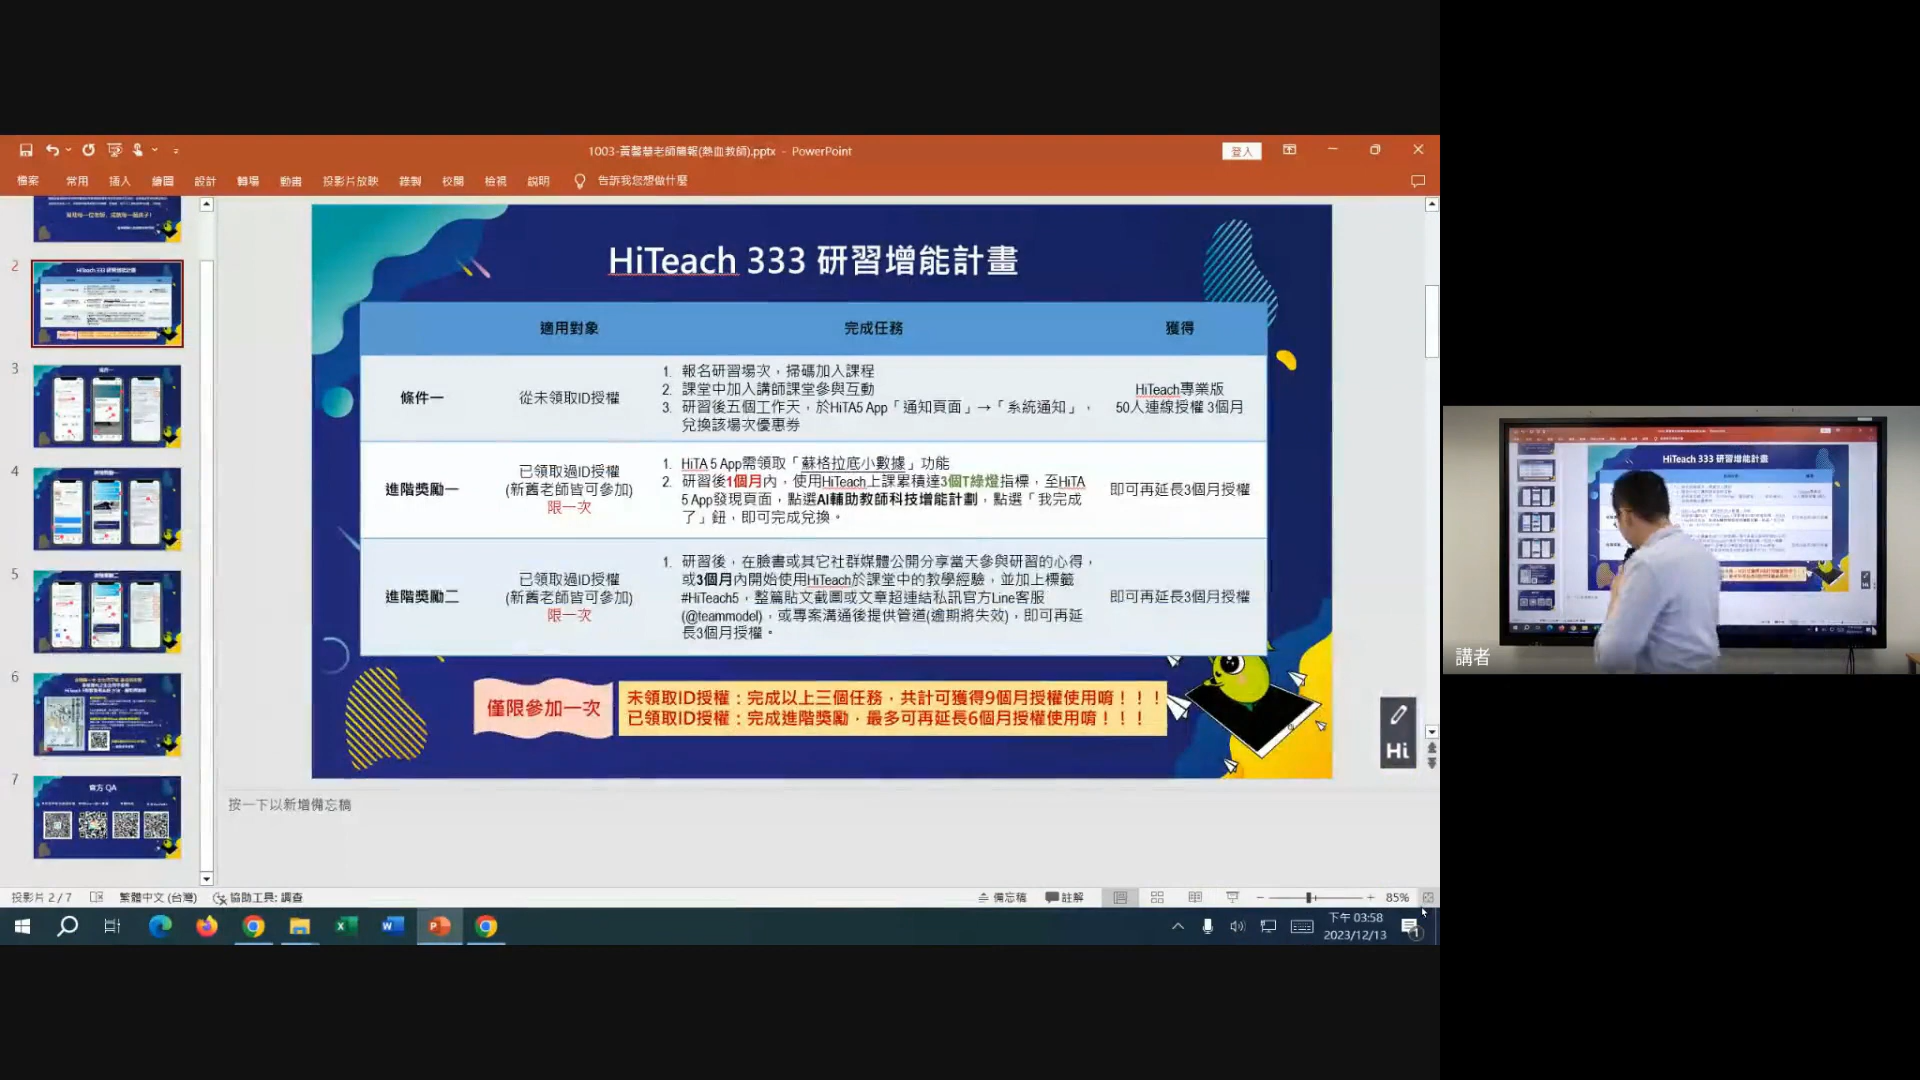 1003-黃馨慧老師簡報(熱血教師).pptx - PowerPoint
登入
檔案 常用 插入 繪圖 設計 轉場 動畫 投影片放映 錄製 校閱 檢視 說明 告訴我您想做什麼
2
3
4
5
6
7
官方 QA
HiTeach 333 研習增能計畫
適用對象 完成任務 獲得
條件一
從未領取ID授權
1. 報名研習場次，掃碼加入課程
2. 課堂中加入講師課堂參與互動
3. 研習後五個工作天，於HiTA5 App「通知頁面」→「系統通知」，
兌換該場次優惠券
HiTeach專業版
50人連線授權 3個月
進階獎勵一
已領取過ID授權
(新舊老師皆可參加)
限一次
1. HiTA 5 App需領取「蘇格拉底小數據」功能
2. 研習後1個月內，使用HiTeach上課累積達3個T綠燈指標，至HiTA
5 App發現頁面，點選AI輔助教師科技增能計劃，點選「我完成
了」鈕，即可完成兌換。
即可再延長3個月授權
進階獎勵二
已領取過ID授權
(新舊老師皆可參加)
限一次
1. 研習後，在臉書或其它社群媒體公開分享當天參與研習的心得，
或3個月內開始使用HiTeach於課堂中的教學經驗，並加上標籤
#HiTeach5，整篇貼文截圖或文章超連結私訊官方Line客服
(@teammodel)，或專案溝通後提供管道(逾期將失效)，即可再延
長3個月授權。
即可再延長3個月授權
僅限參加一次
未領取ID授權：完成以上三個任務，共計可獲得9個月授權使用唷！！！
已領取ID授權：完成進階獎勵，最多可再延長6個月授權使用唷！！！
Hi
按一下以新增備忘稿
投影片 2 / 7 繁體中文 (台灣) 協助工具: 調查 備忘稿 註解 85%
下午 03:58
2023/12/13
1
HiTeach 333 研習增能計畫
講者